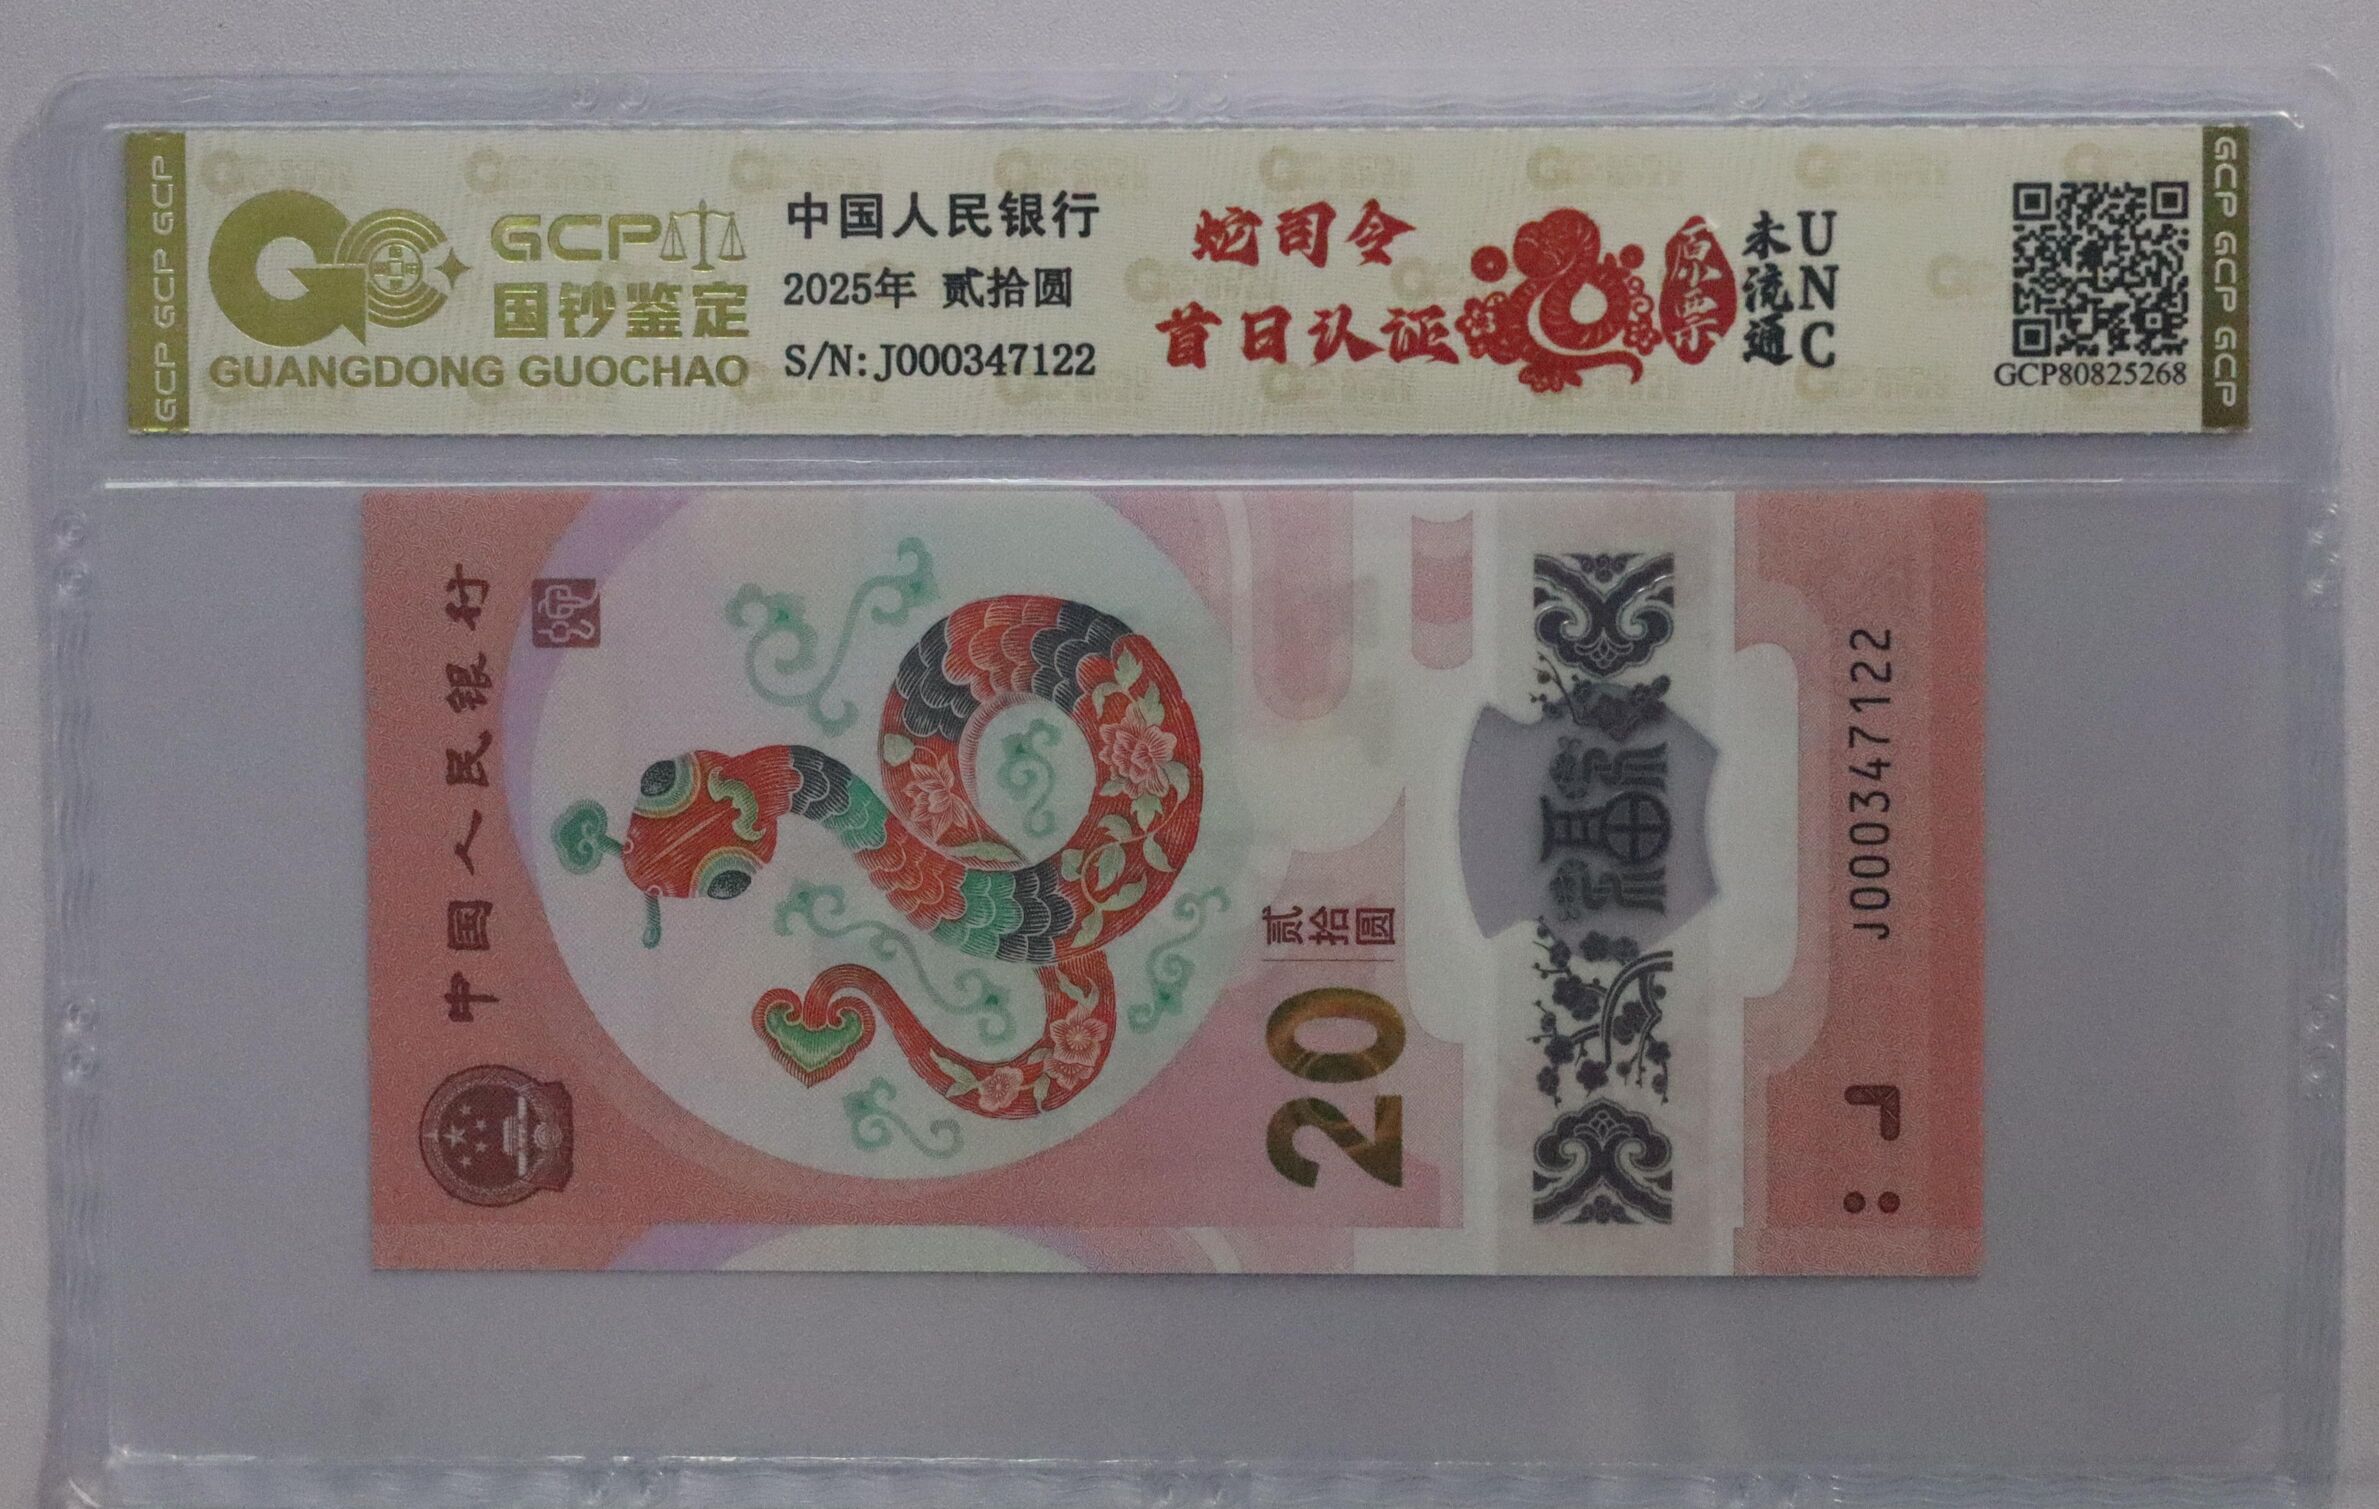 GCP GCP GCP
GCP
国钞鉴定
GUANGDONG GUOCHAO
中国人民银行
2025年 贰拾圆
S/N: J000347122
蛇司令
首日认证
原票
未流通
UNC
GCP80825268
GCP GCP GCP
中国人民银行
贰拾圆
20
福
J000347122